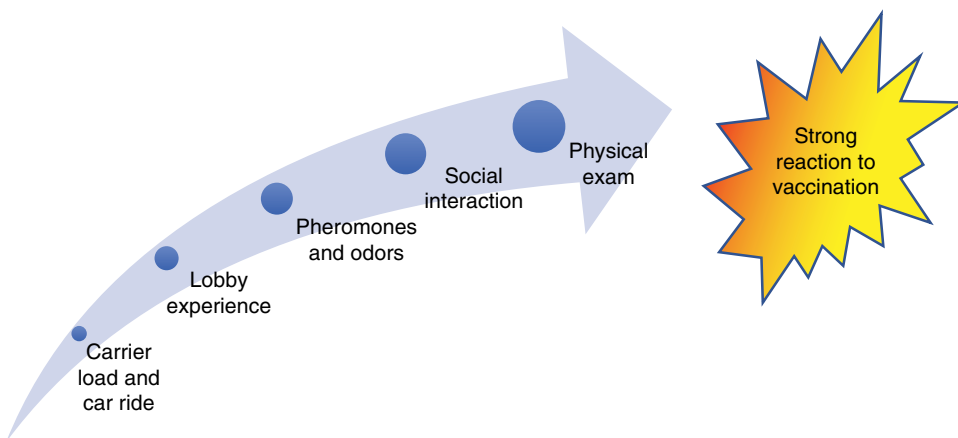 Carrier
load and
car ride
Lobby
experience
Pheromones
and odors
Social
interaction
Physical
exam
Strong
reaction to
vaccination